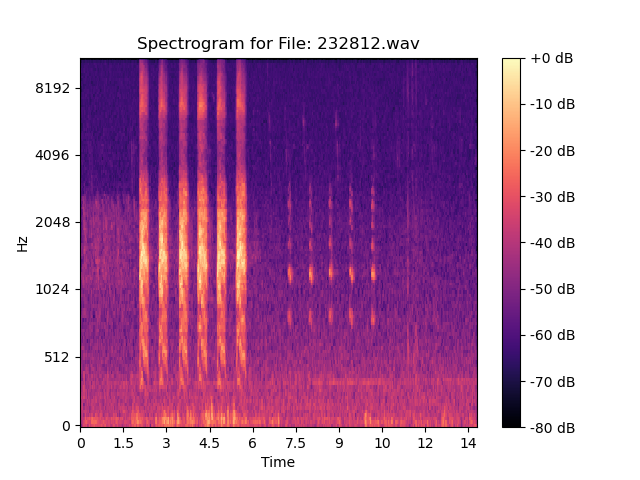 Spectrogram for File: 232812.wav
Hz
8192
4096
2048
1024
512
0
0 1.5 3 4.5 6 7.5 9 10 12 14
Time
+0 dB
-10 dB
-20 dB
-30 dB
-40 dB
-50 dB
-60 dB
-70 dB
-80 dB